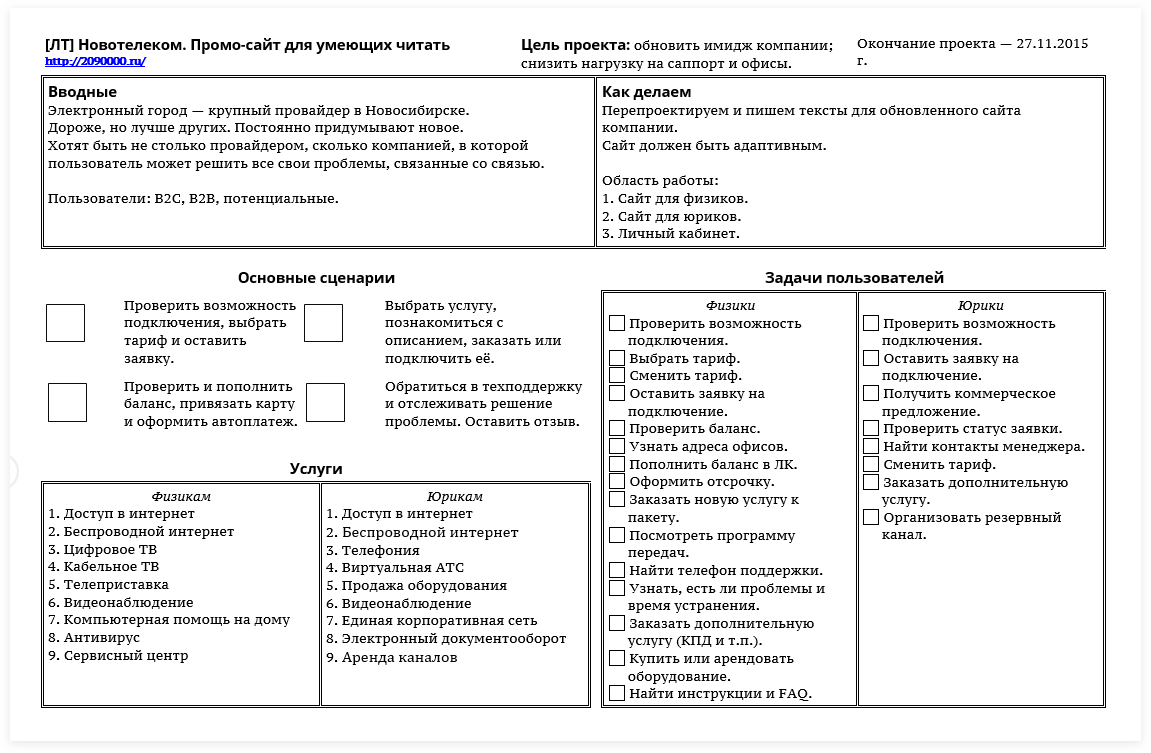 [ЛТ] Новотелеком. Промо-сайт для умеющих читать
http://2090000.ru/
Цель проекта: обновить имидж компании;
снизить нагрузку на саппорт и офисы.
Окончание проекта — 27.11.2015
г.
Вводные
Электронный город — крупный провайдер в Новосибирске.
Дороже, но лучше других. Постоянно придумывают новое.
Хотят быть не столько провайдером, сколько компанией, в которой
пользователь может решить все свои проблемы, связанные со связью.
Пользователи: B2C, B2B, потенциальные.
Как делаем
Перепроектируем и пишем тексты для обновленного сайта
компании.
Сайт должен быть адаптивным.
Область работы:
1. Сайт для физиков.
2. Сайт для юриков.
3. Личный кабинет.
Основные сценарии
Проверить возможность
подключения, выбрать
тариф и оставить
заявку.
Выбрать услугу,
познакомиться с
описанием, заказать или
подключить её.
Проверить и пополнить
баланс, привязать карту
и оформить автоплатеж.
Обратиться в техподдержку
и отслеживать решение
проблемы. Оставить отзыв.
Услуги
Физикам
1. Доступ в интернет
2. Беспроводной интернет
3. Цифровое ТВ
4. Кабельное ТВ
5. Телеприставка
6. Видеонаблюдение
7. Компьютерная помощь на дому
8. Антивирус
9. Сервисный центр
Юрикам
1. Доступ в интернет
2. Беспроводной интернет
3. Телефония
4. Виртуальная АТС
5. Продажа оборудования
6. Видеонаблюдение
7. Единая корпоративная сеть
8. Электронный документооборот
9. Аренда каналов
Задачи пользователей
Физики
Проверить возможность
подключения.
Выбрать тариф.
Сменить тариф.
Оставить заявку на
подключение.
Проверить баланс.
Узнать адреса офисов.
Пополнить баланс в ЛК.
Оформить отсрочку.
Заказать новую услугу к
пакету.
Посмотреть программу
передач.
Найти телефон поддержки.
Узнать, есть ли проблемы и
время устранения.
Заказать дополнительную
услугу (КПД и т.п.).
Купить или арендовать
оборудование.
Найти инструкции и FAQ.
Юрики
Проверить возможность
подключения.
Оставить заявку на
подключение.
Получить коммерческое
предложение.
Проверить статус заявки.
Найти контакты менеджера.
Сменить тариф.
Заказать дополнительную
услугу.
Организовать резервный
канал.